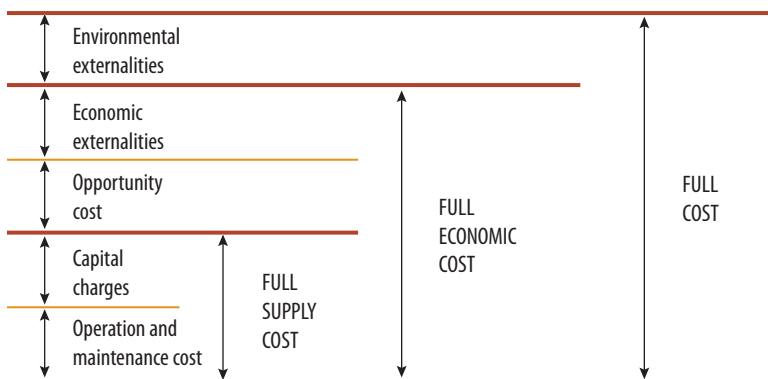 Environmental
externalities
Economic
externalities
Opportunity
cost
Capital
charges
Operation and
maintenance cost
FULL
SUPPLY
COST
FULL
ECONOMIC
COST
FULL
COST